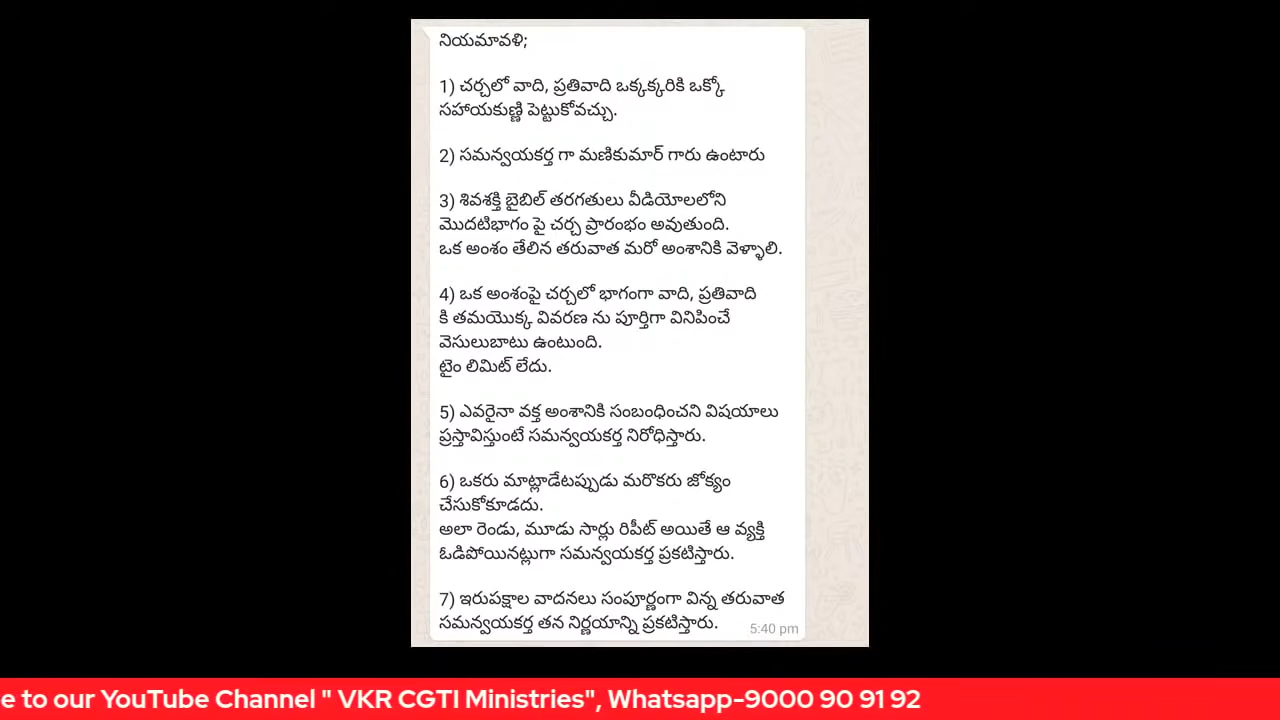 నియమావళి;
1) చర్చలో వాది, ప్రతివాది ఒక్కక్కరికి ఒక్కో
సహాయకుణ్ణి పెట్టుకోవచ్చు.
2) సమన్వయకర్త గా మణికుమార్ గారు ఉంటారు
3) శివశక్తి బైబిల్ తరగతులు వీడియోలలోని
మొదటిభాగం పై చర్చ ప్రారంభం అవుతుంది.
ఒక అంశం తేలిన తరువాత మరో అంశానికి వెళ్ళాలి.
4) ఒక అంశంపై చర్చలో భాగంగా వాది, ప్రతివాది
కి తమయొక్క వివరణ ను పూర్తిగా వినిపించే
వెసులుబాటు ఉంటుంది.
టైం లిమిట్ లేదు.
5) ఎవరైనా వక్త అంశానికి సంబంధించని విషయాలు
ప్రస్తావిస్తుంటే సమన్వయకర్త నిరోధిస్తారు.
6) ఒకరు మాట్లాడేటప్పుడు మరొకరు జోక్యం
చేసుకోకూడదు.
అలా రెండు, మూడు సార్లు రిపీట్ అయితే ఆ వ్యక్తి
ఓడిపోయినట్లుగా సమన్వయకర్త ప్రకటిస్తారు.
7) ఇరుపక్షాల వాదనలు సంపూర్ణంగా విన్న తరువాత
సమన్వయకర్త తన నిర్ణయాన్ని ప్రకటిస్తారు.
5:40 pm
e to our YouTube Channel " VKR CGTI Ministries", Whatsapp-9000 90 91 92